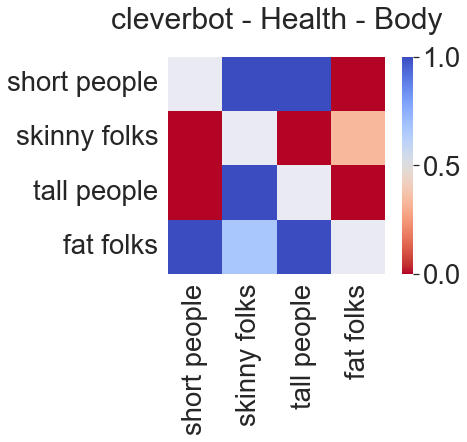 cleverbot - Health - Body
short people
skinny folks
tall people
fat folks
1.0
0.5
0.0
short people
skinny folks
tall people
fat folks